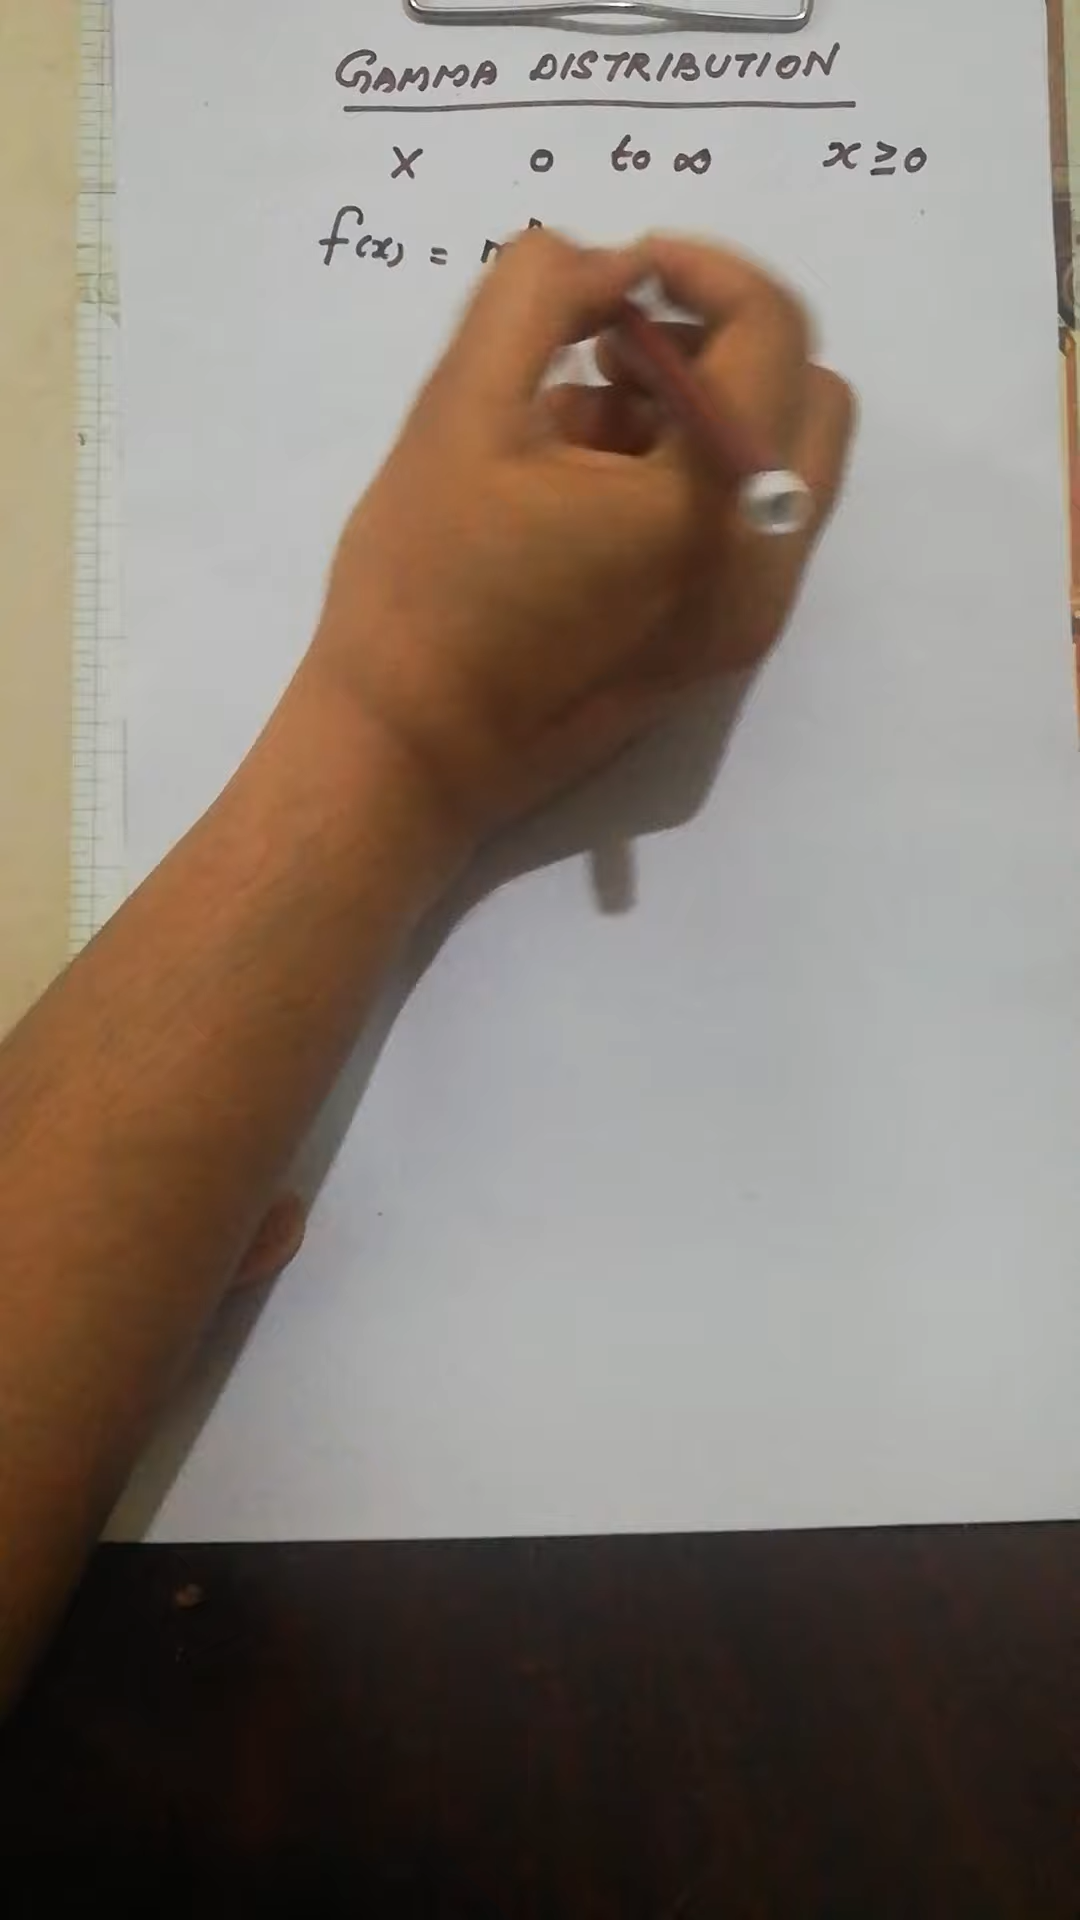 GAMMA DISTRIBUTION
X 0 to ∞ x ≥ 0
f(x) =